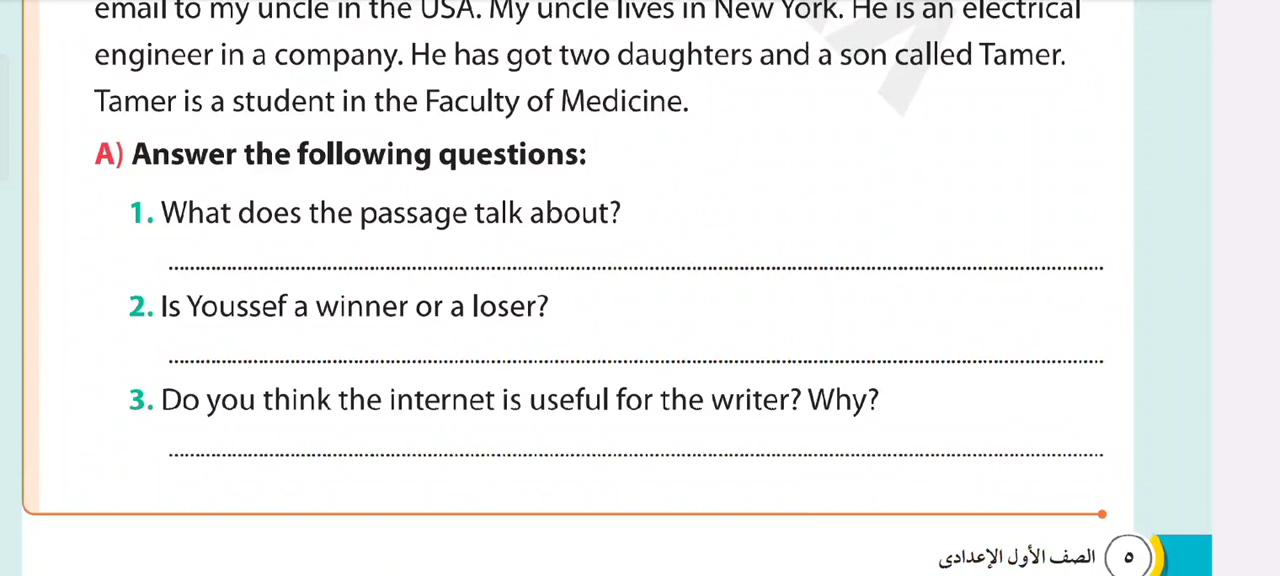 email to my uncle in the USA. My uncle lives in New York. He is an electrical
engineer in a company. He has got two daughters and a son called Tamer.
Tamer is a student in the Faculty of Medicine.
A) Answer the following questions:
1. What does the passage talk about?
2. Is Youssef a winner or a loser?
3. Do you think the internet is useful for the writer? Why?
الصف الأول الإعدادى ٥